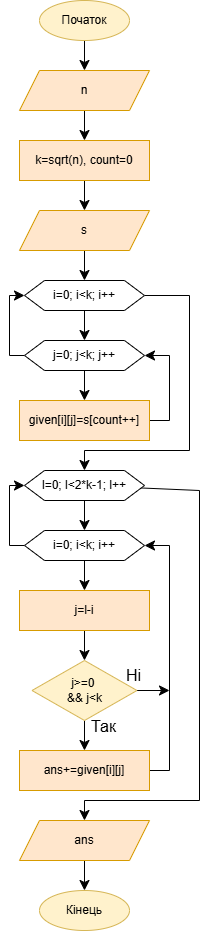 Початок
n
k=sqrt(n), count=0
s
i=0; i<k; i++
j=0; j<k; j++
given[i][j]=s[count++]
l=0; l<2*k-1; l++
i=0; i<k; i++
j=l-i
j>=0
&& j<k
Ні
Так
ans+=given[i][j]
ans
Кінець